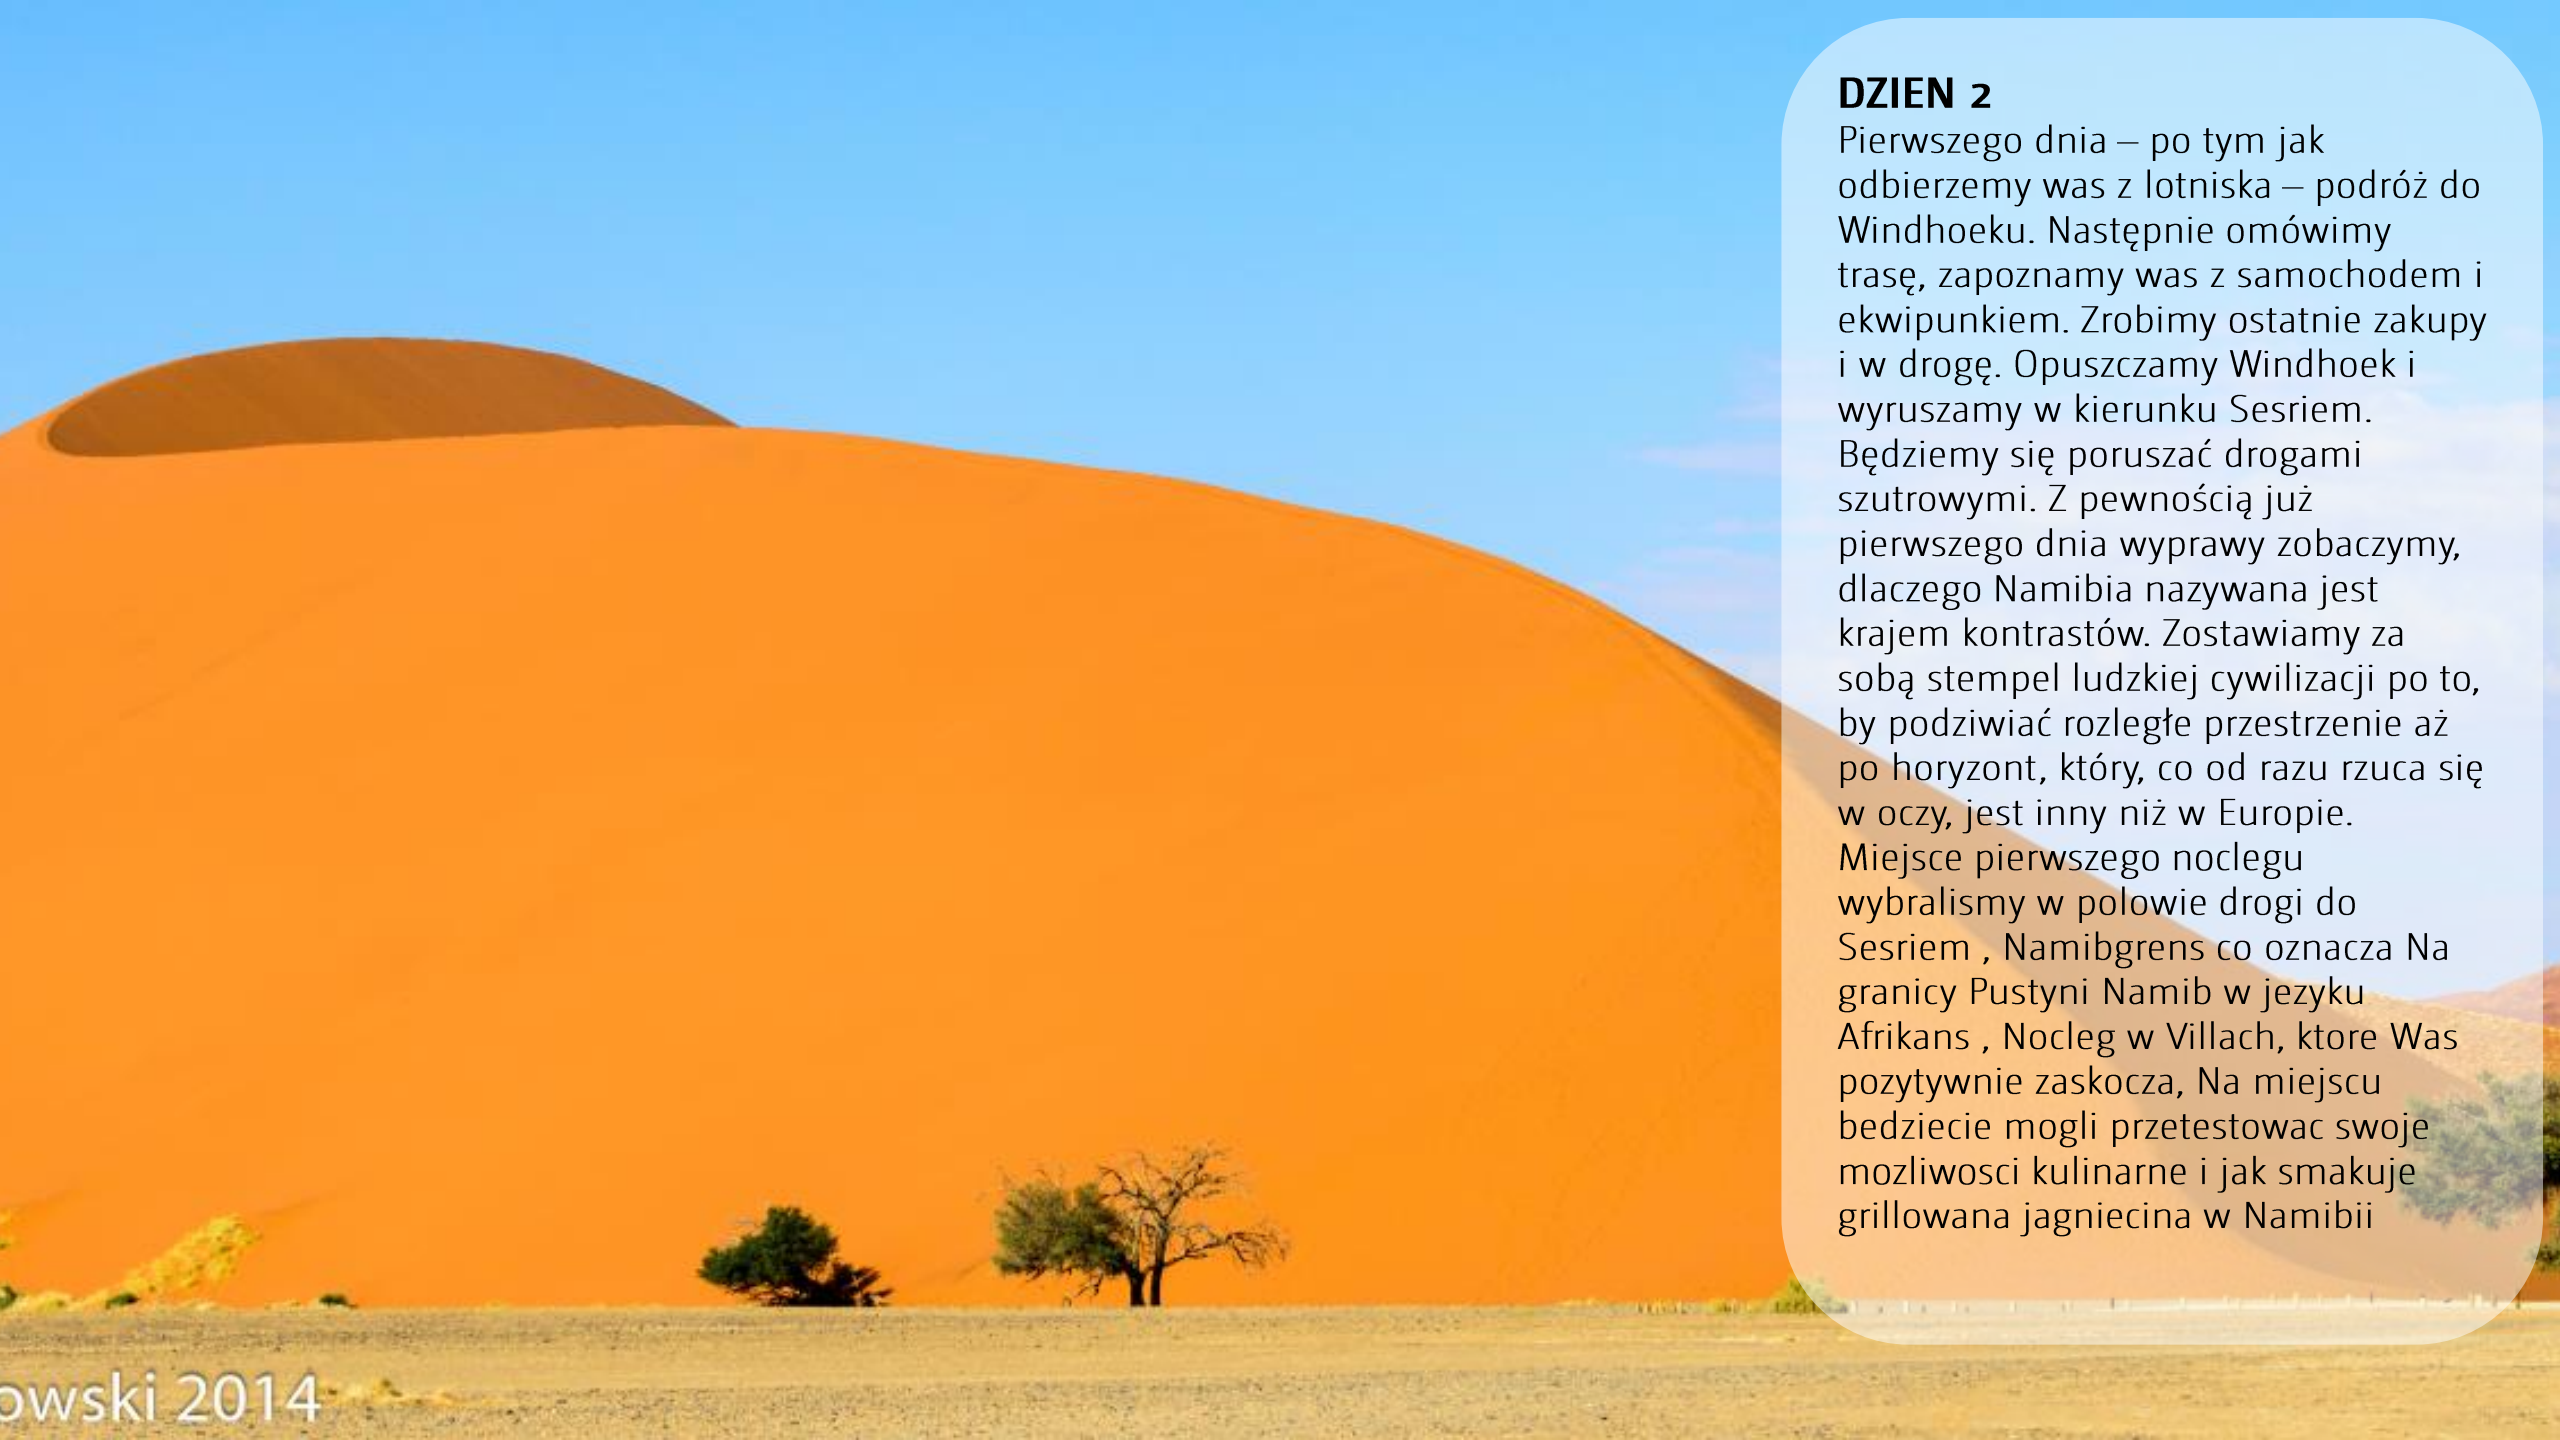 DZIEN 2
Pierwszego dnia – po tym jak
odbierzemy was z lotniska – podróż do
Windhoeku. Następnie omówimy
trasę, zapoznamy was z samochodem i
ekwipunkiem. Zrobimy ostatnie zakupy
i w drogę. Opuszczamy Windhoek i
wyruszamy w kierunku Sesriem.
Będziemy się poruszać drogami
szutrowymi. Z pewnością już
pierwszego dnia wyprawy zobaczymy,
dlaczego Namibia nazywana jest
krajem kontrastów. Zostawiamy za
sobą stempel ludzkiej cywilizacji po to,
by podziwiać rozległe przestrzenie aż
po horyzont, który, co od razu rzuca się
w oczy, jest inny niż w Europie.
Miejsce pierwszego noclegu
wybralismy w polowie drogi do
Sesriem , Namibgrens co oznacza Na
granicy Pustyni Namib w jezyku
Afrikans , Nocleg w Villach, ktore Was
pozytywnie zaskocza, Na miejscu
bedziecie mogli przetestowac swoje
mozliwosci kulinarne i jak smakuje
grillowana jagniecina w Namibii
owski 2014